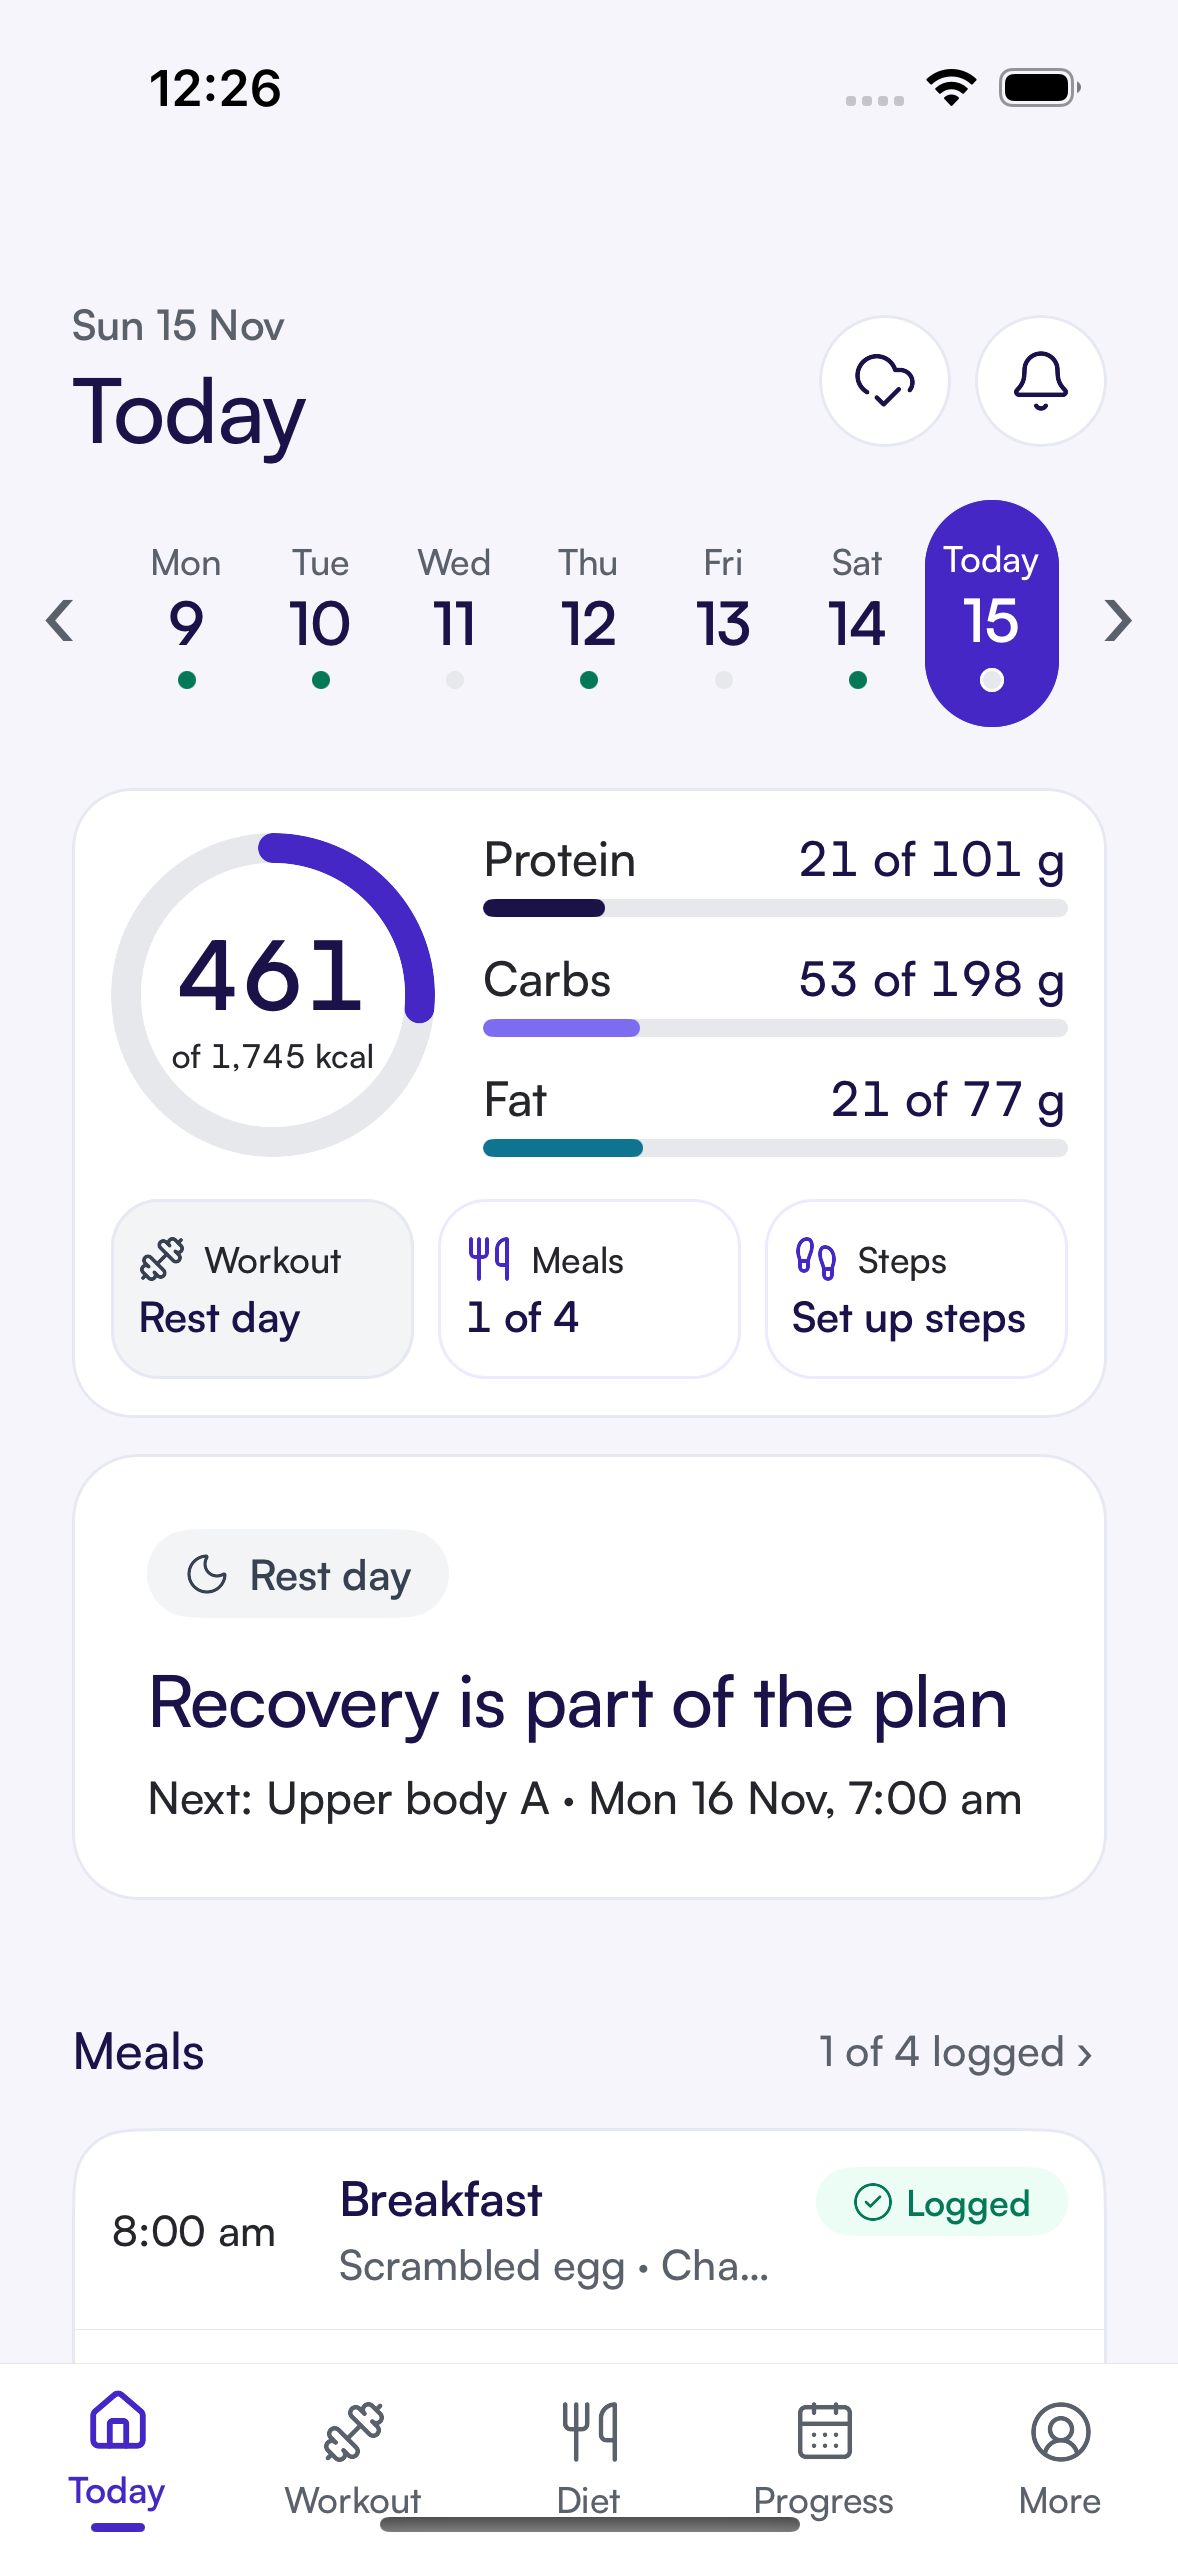 12:26
Sun 15 Nov
Today
Mon Tue Wed Thu Fri Sat Today
9 10 11 12 13 14 15
Protein 21 of 101 g
461
of 1,745 kcal
Carbs 53 of 198 g
Fat 21 of 77 g
Workout
Rest day
Meals
1 of 4
Steps
Set up steps
Rest day
Recovery is part of the plan
Next: Upper body A · Mon 16 Nov, 7:00 am
Meals 1 of 4 logged ›
8:00 am
Breakfast
Logged
Scrambled egg · Cha...
Today Workout Diet Progress More